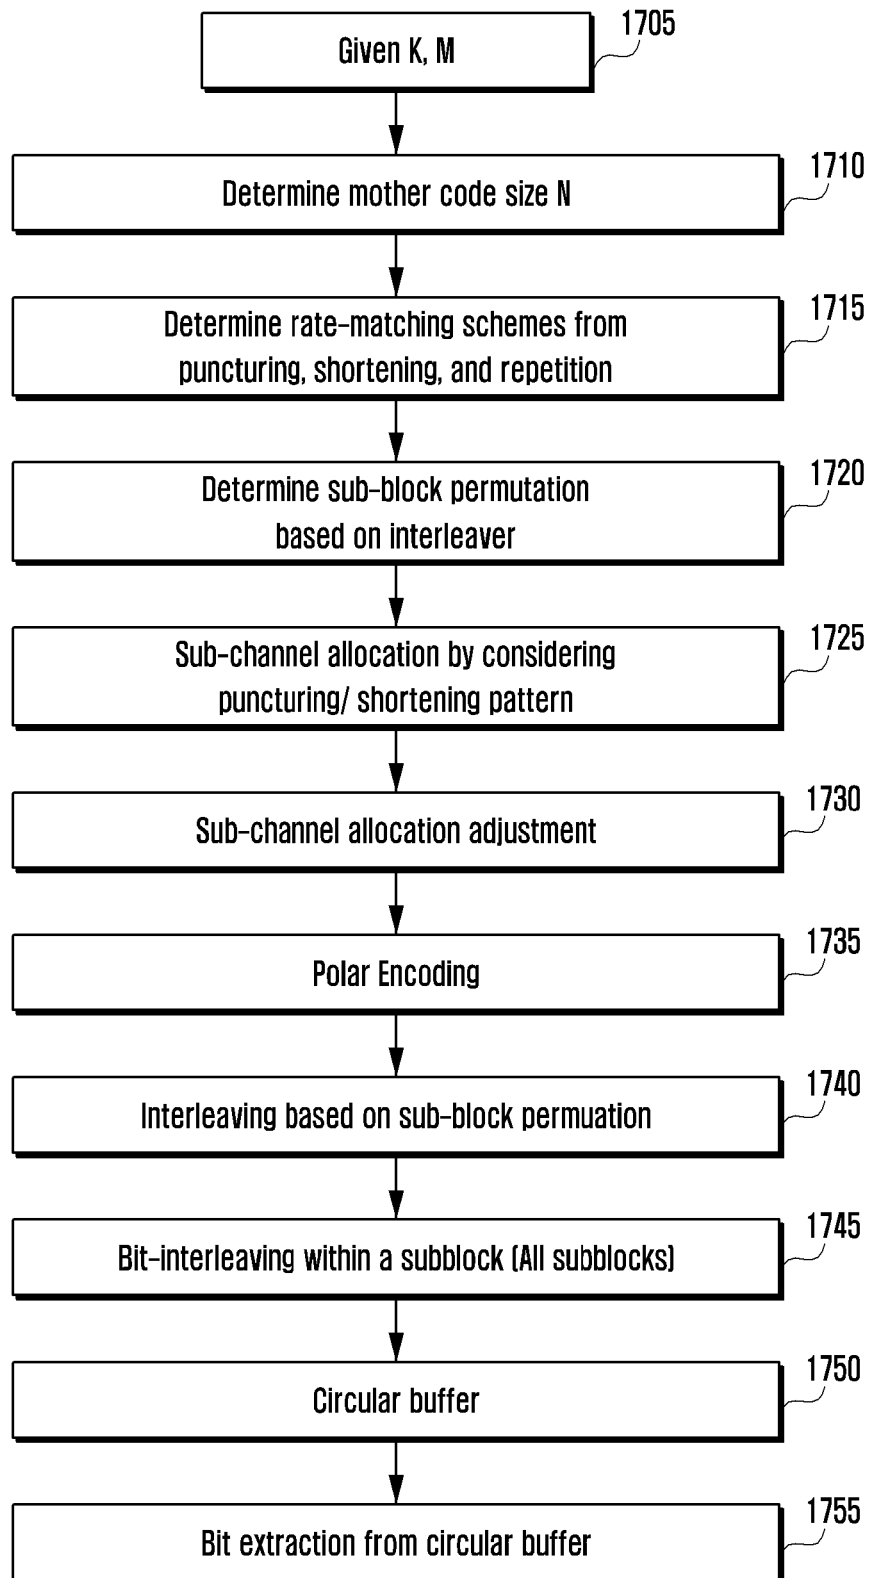 1705
Given K, M
1710
Determine mother code size N
1715
Determine rate-matching schemes from
puncturing, shortening, and repetition
1720
Determine sub-block permutation
based on interleaver
1725
Sub-channel allocation by considering
puncturing/ shortening pattern
1730
Sub-channel allocation adjustment
1735
Polar Encoding
1740
Interleaving based on sub-block permuation
1745
Bit-interleaving within a subblock (All subblocks)
1750
Circular buffer
1755
Bit extraction from circular buffer